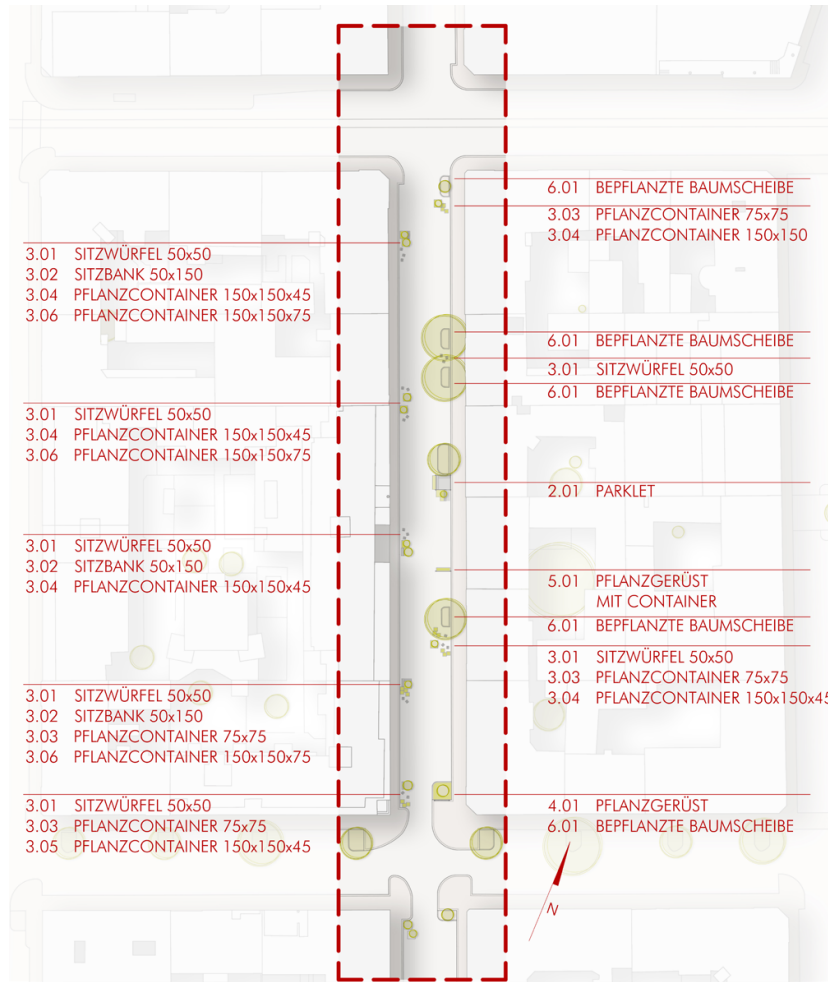 3.01 SITZWÜRFEL 50x50
3.02 SITZBANK 50x150
3.04 PFLANZCONTAINER 150x150x45
3.06 PFLANZCONTAINER 150x150x75
3.01 SITZWÜRFEL 50x50
3.04 PFLANZCONTAINER 150x150x45
3.06 PFLANZCONTAINER 150x150x75
3.01 SITZWÜRFEL 50x50
3.02 SITZBANK 50x150
3.04 PFLANZCONTAINER 150x150x45
3.01 SITZWÜRFEL 50x50
3.02 SITZBANK 50x150
3.03 PFLANZCONTAINER 75x75
3.06 PFLANZCONTAINER 150x150x75
3.01 SITZWÜRFEL 50x50
3.03 PFLANZCONTAINER 75x75
3.05 PFLANZCONTAINER 150x150x45
6.01 BEPFLANZTE BAUMSCHEIBE
3.03 PFLANZCONTAINER 75x75
3.04 PFLANZCONTAINER 150x150
6.01 BEPFLANZTE BAUMSCHEIBE
3.01 SITZWÜRFEL 50x50
6.01 BEPFLANZTE BAUMSCHEIBE
2.01 PARKLET
5.01 PFLANZGERÜST
MIT CONTAINER
6.01 BEPFLANZTE BAUMSCHEIBE
3.01 SITZWÜRFEL 50x50
3.03 PFLANZCONTAINER 75x75
3.04 PFLANZCONTAINER 150x150x45
4.01 PFLANZGERÜST
6.01 BEPFLANZTE BAUMSCHEIBE
N